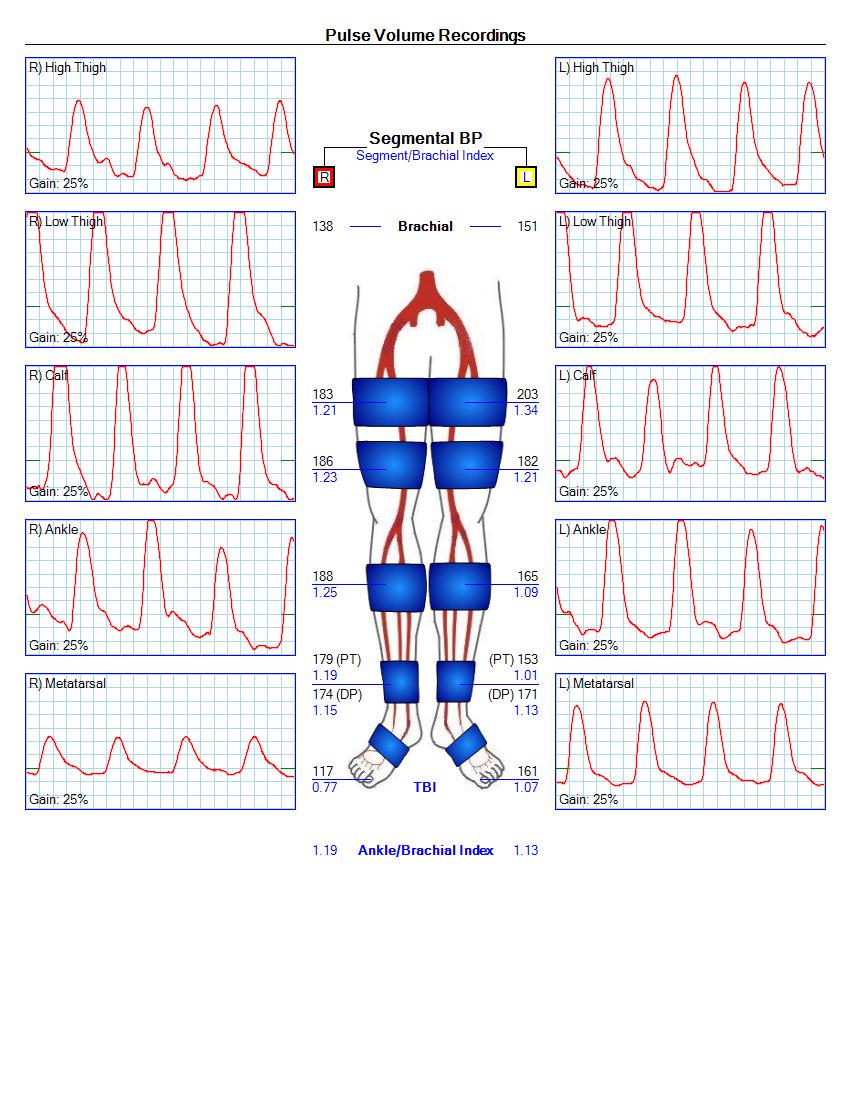 Pulse Volume Recordings
R) High Thigh
Gain: 25%
L) High Thigh
Gain: 25%
Segmental BP
Segment/Brachial Index
R
L
R) Low Thigh
Gain: 25%
138 Brachial 151
L) Low Thigh
Gain: 25%
R) Calf
Gain: 25%
183
1.21
203
1.34
186
1.23
182
1.21
L) Calf
Gain: 25%
R) Ankle
Gain: 25%
188
1.25
165
1.09
L) Ankle
Gain: 25%
179 (PT)
1.19
174 (DP)
1.15
(PT) 153
1.01
(DP) 171
1.13
R) Metatarsal
Gain: 25%
117
0.77
TBI
161
1.07
L) Metatarsal
Gain: 25%
1.19 Ankle/Brachial Index 1.13